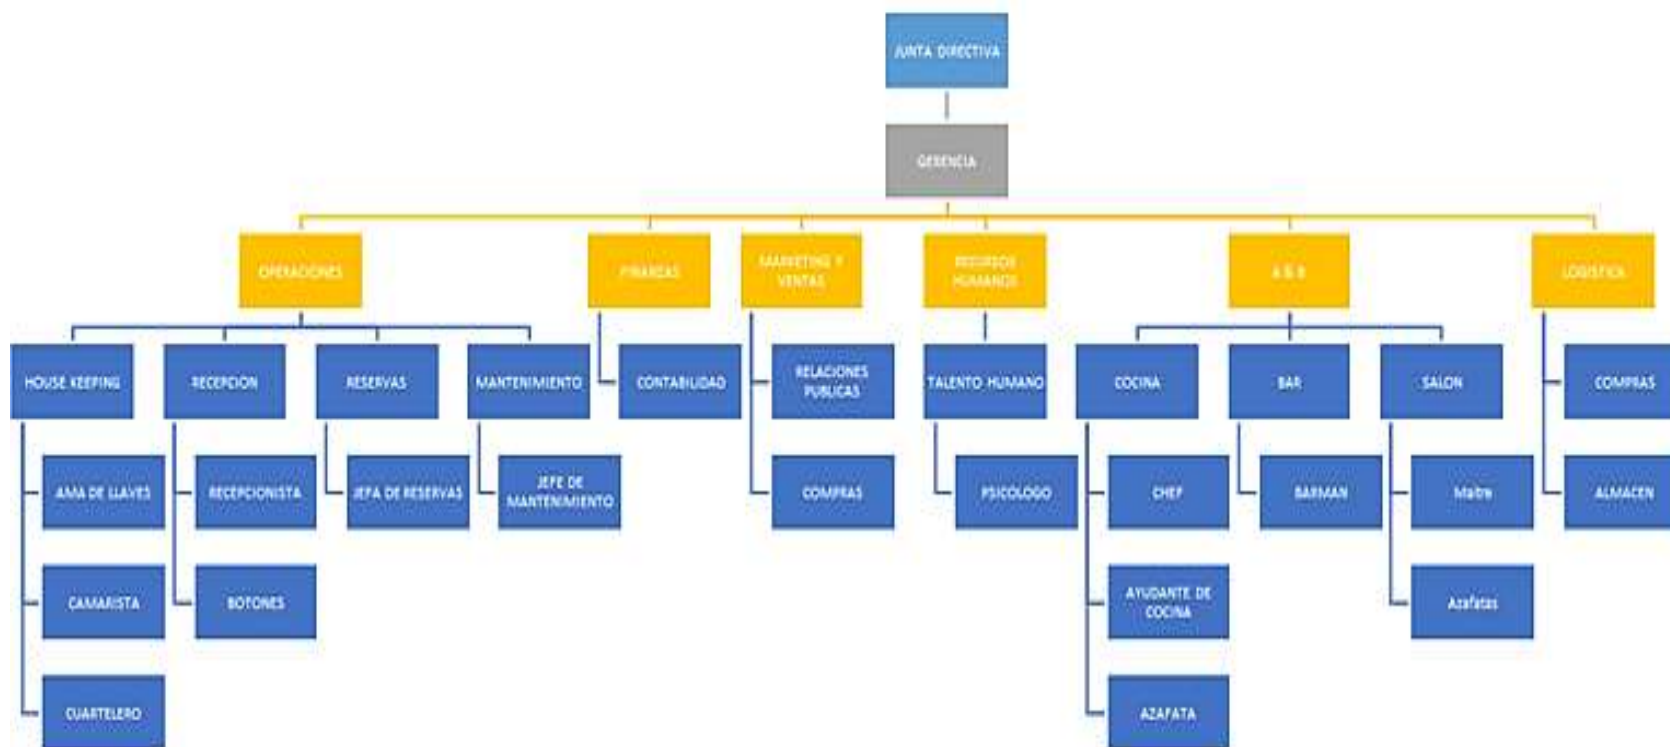 JUNTA DIRECTIVA
GERENCIA
OPERACIONES
FINANZAS
MARKETING Y
VENTAS
RECURSOS
HUMANOS
A & B
LOGISTICA
HOUSE KEEPING
RECEPCION
RESERVAS
MANTENIMIENTO
CONTABILIDAD
RELACIONES
PUBLICAS
TALENTO HUMANO
COCINA
BAR
SALON
COMPRAS
AMA DE LLAVES
RECEPCIONISTA
JEFA DE RESERVAS
JEFE DE
MANTENIMIENTO
COMPRAS
PSICOLOGO
CHEF
BARMAN
Maitre
ALMACEN
CAMARISTA
BOTONES
AYUDANTE DE
COCINA
Azafatas
CUARTELERO
AZAFATA